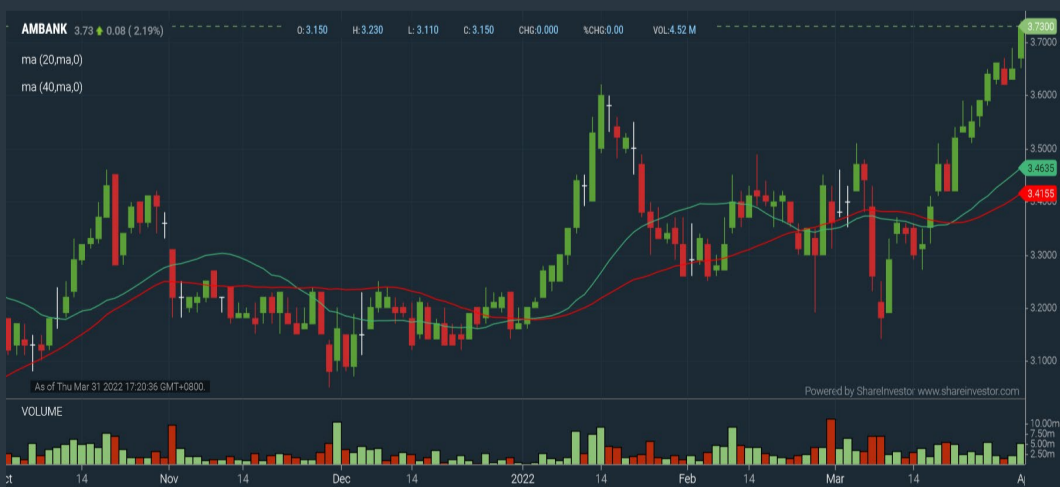 AMBANK 3.73 0.08 ( 2.19%) O: 3.150 H: 3.230 L: 3.110 C: 3.150 CHG:0.000 %CHG:0.00 VOL:4.52 M
ma (20,ma,0)
ma (40,ma,0)
3.7300
3.7000
3.6000
3.5000
3.4635
3.4155
3.3000
3.2000
3.1000
As of Thu Mar 31 2022 17:20:36 GMT+0800.
Powered by ShareInvestor www.shareinvestor.com
VOLUME
10.00m
7.50m
5.00m
2.50m
ct 14 Nov 14 Dec 14 2022 14 Feb 14 Mar 14